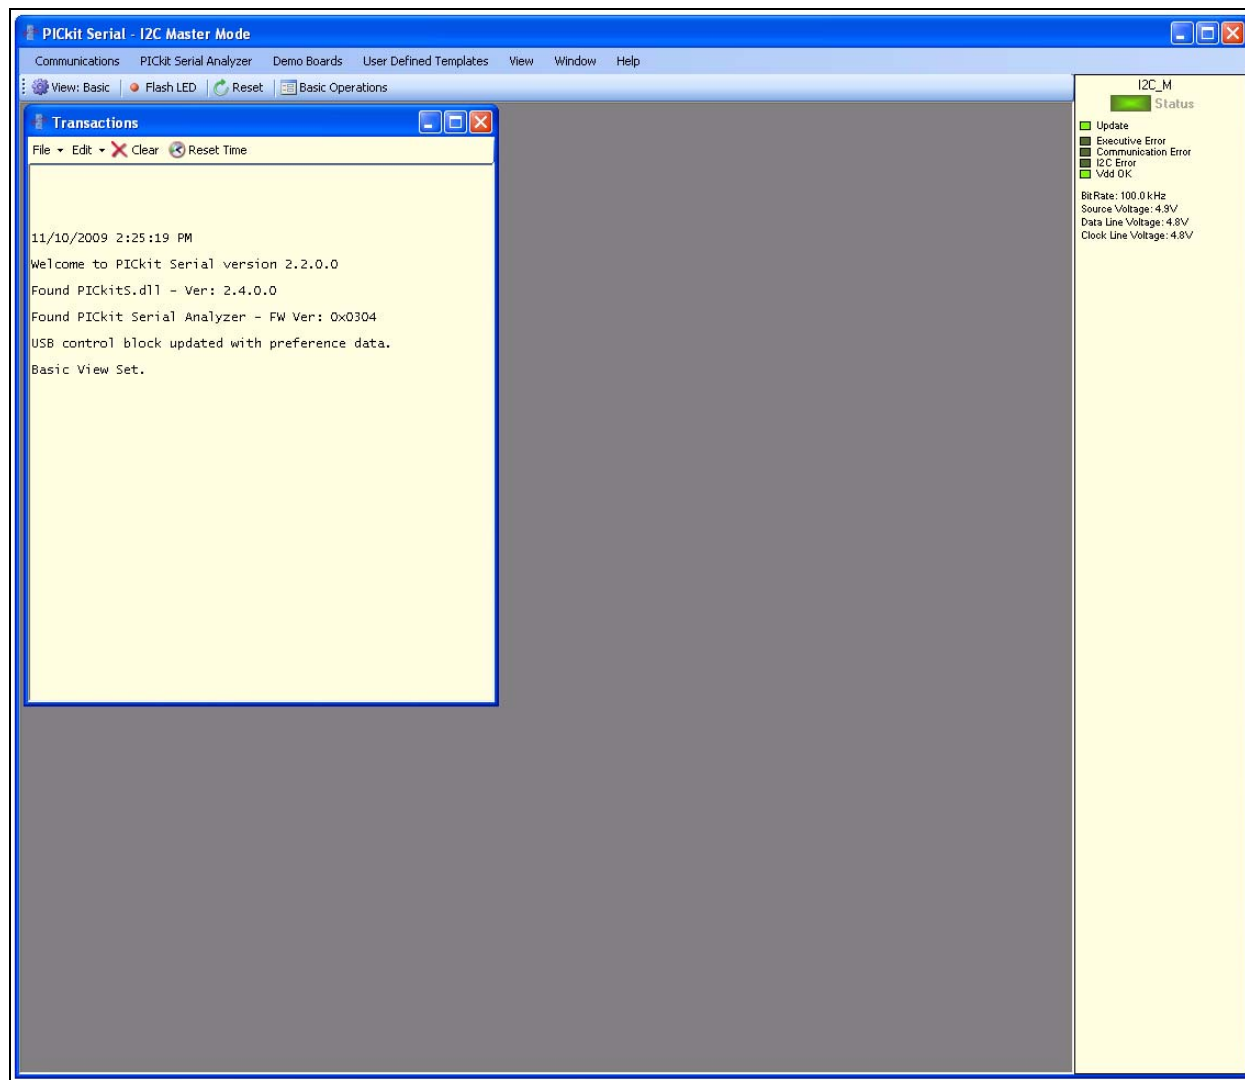 PICkit Serial - I2C Master Mode
Communications PICkit Serial Analyzer Demo Boards User Defined Templates View Window Help
View: Basic Flash LED Reset Basic Operations
Transactions
File Edit Clear Reset Time
11/10/2009 2:25:19 PM
Welcome to PICkit Serial version 2.2.0.0
Found PICkitS.dll - Ver: 2.4.0.0
Found PICkit Serial Analyzer - FW Ver: 0x0304
USB control block updated with preference data.
Basic View Set.
I2C_M
Status
Update
Executive Error
Communication Error
I2C Error
Vdd OK
BitRate: 100.0 kHz
Source Voltage: 4.9V
Data Line Voltage: 4.8V
Clock Line Voltage: 4.8V